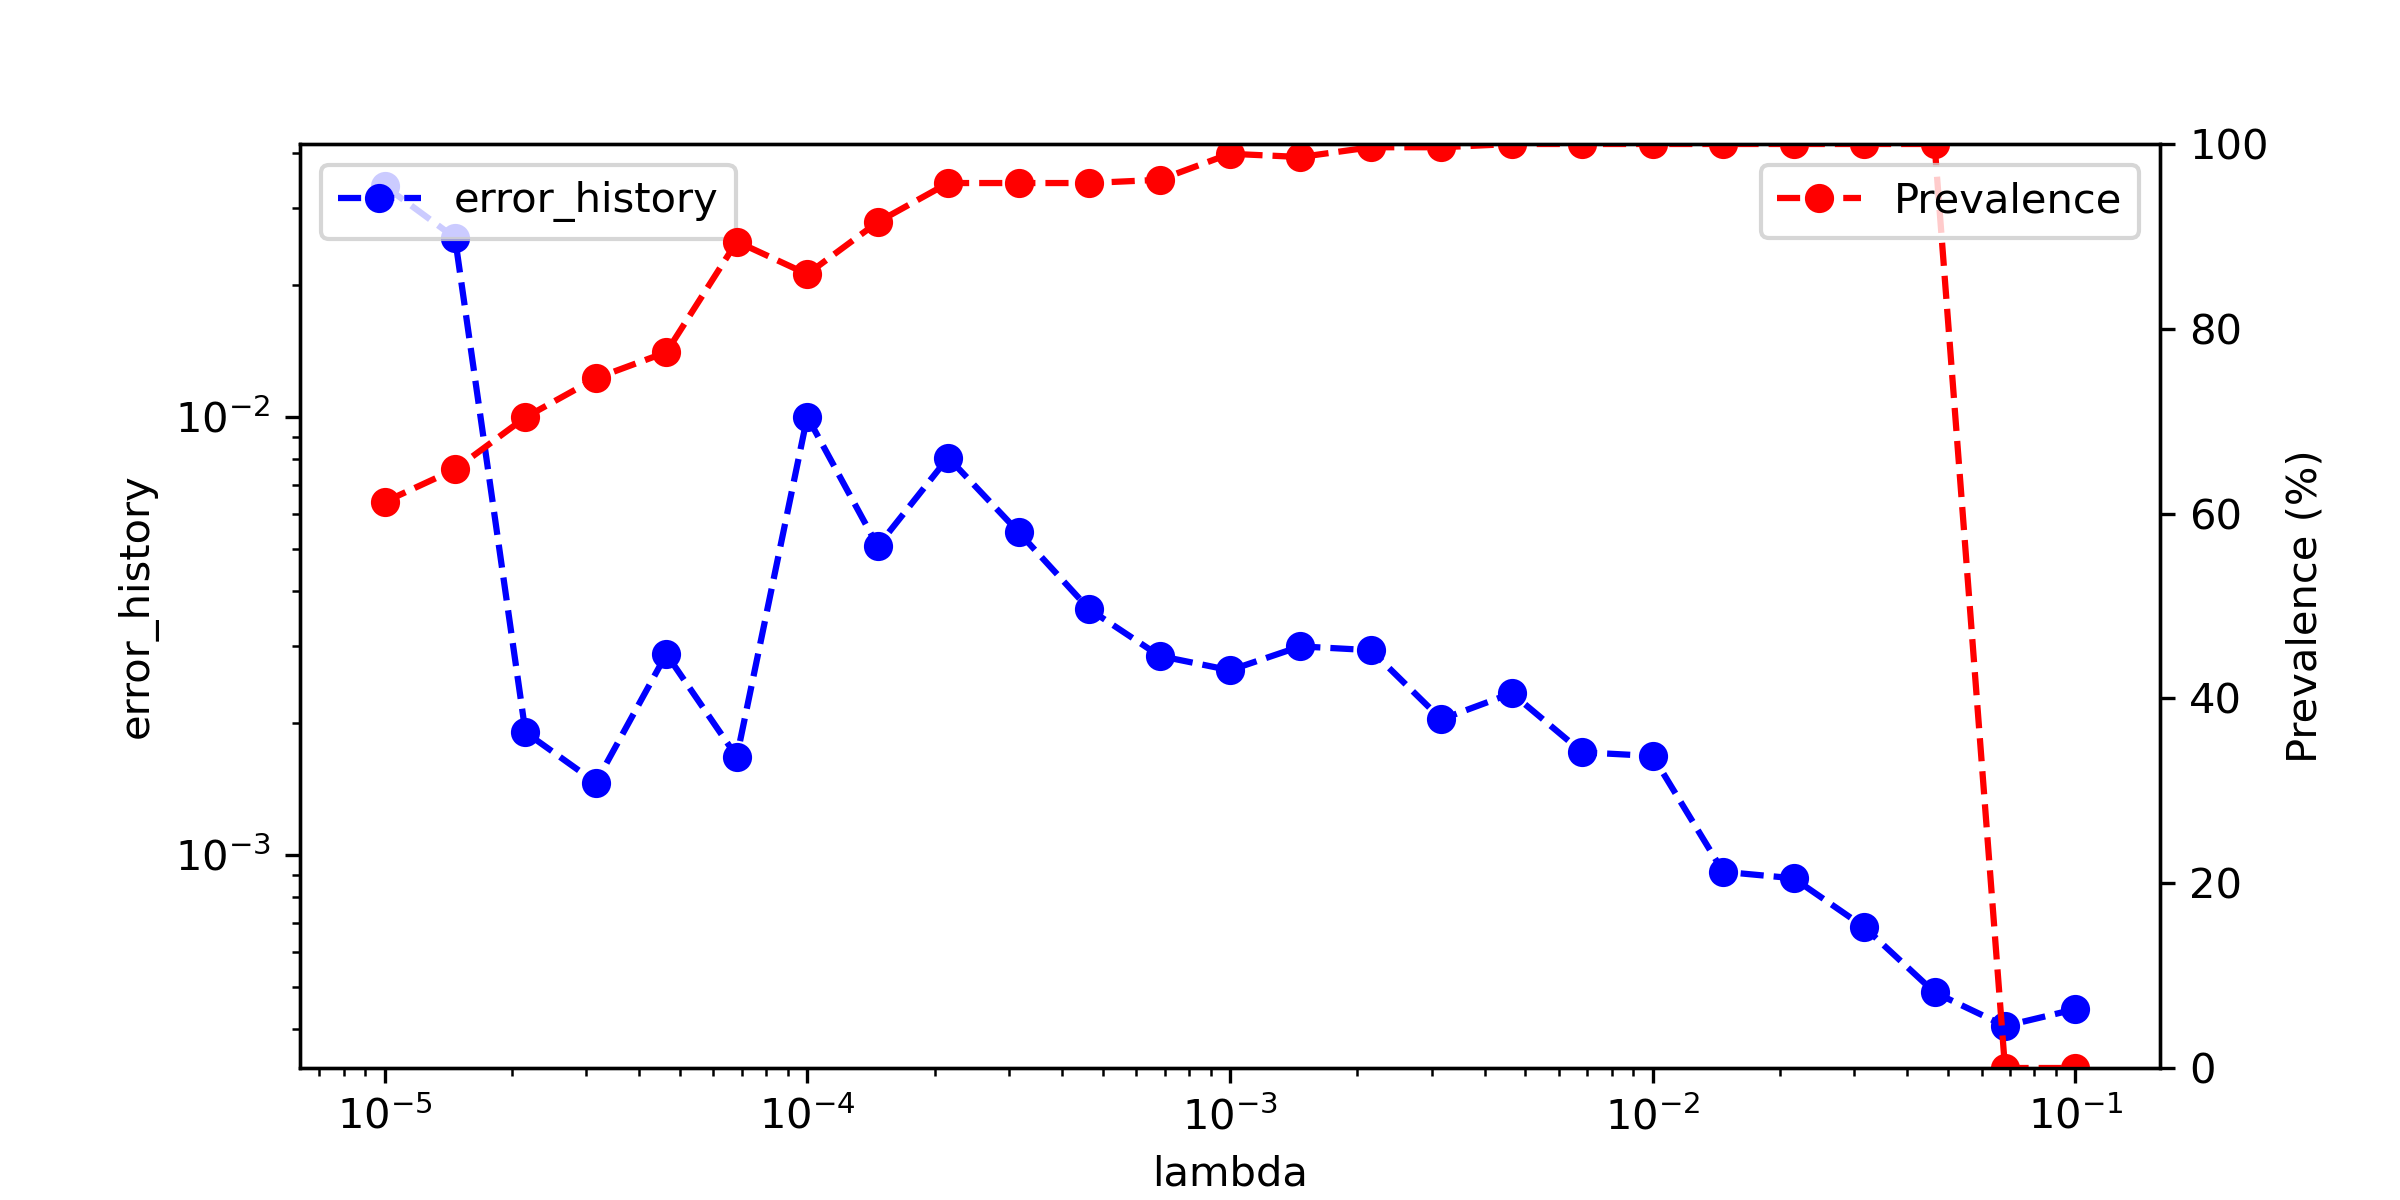 error_history
Prevalence
error_history
10⁻²
10⁻³
100
80
60
40
20
0
Prevalence (%)
10⁻⁵ 10⁻⁴ 10⁻³ 10⁻² 10⁻¹
lambda